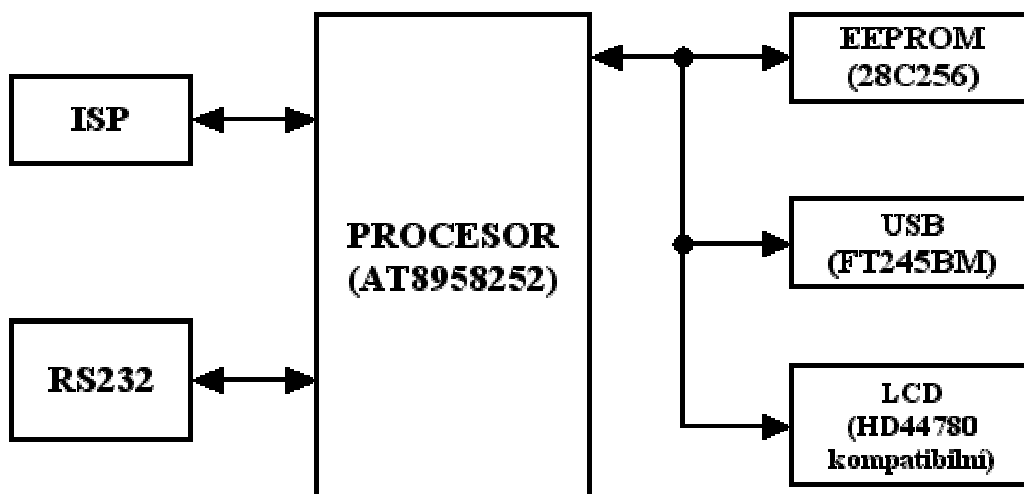 ISP
RS232
PROCESOR
(AT8958252)
EEPROM
(28C256)
USB
(FT245BM)
LCD
(HD44780
kompatibilní)